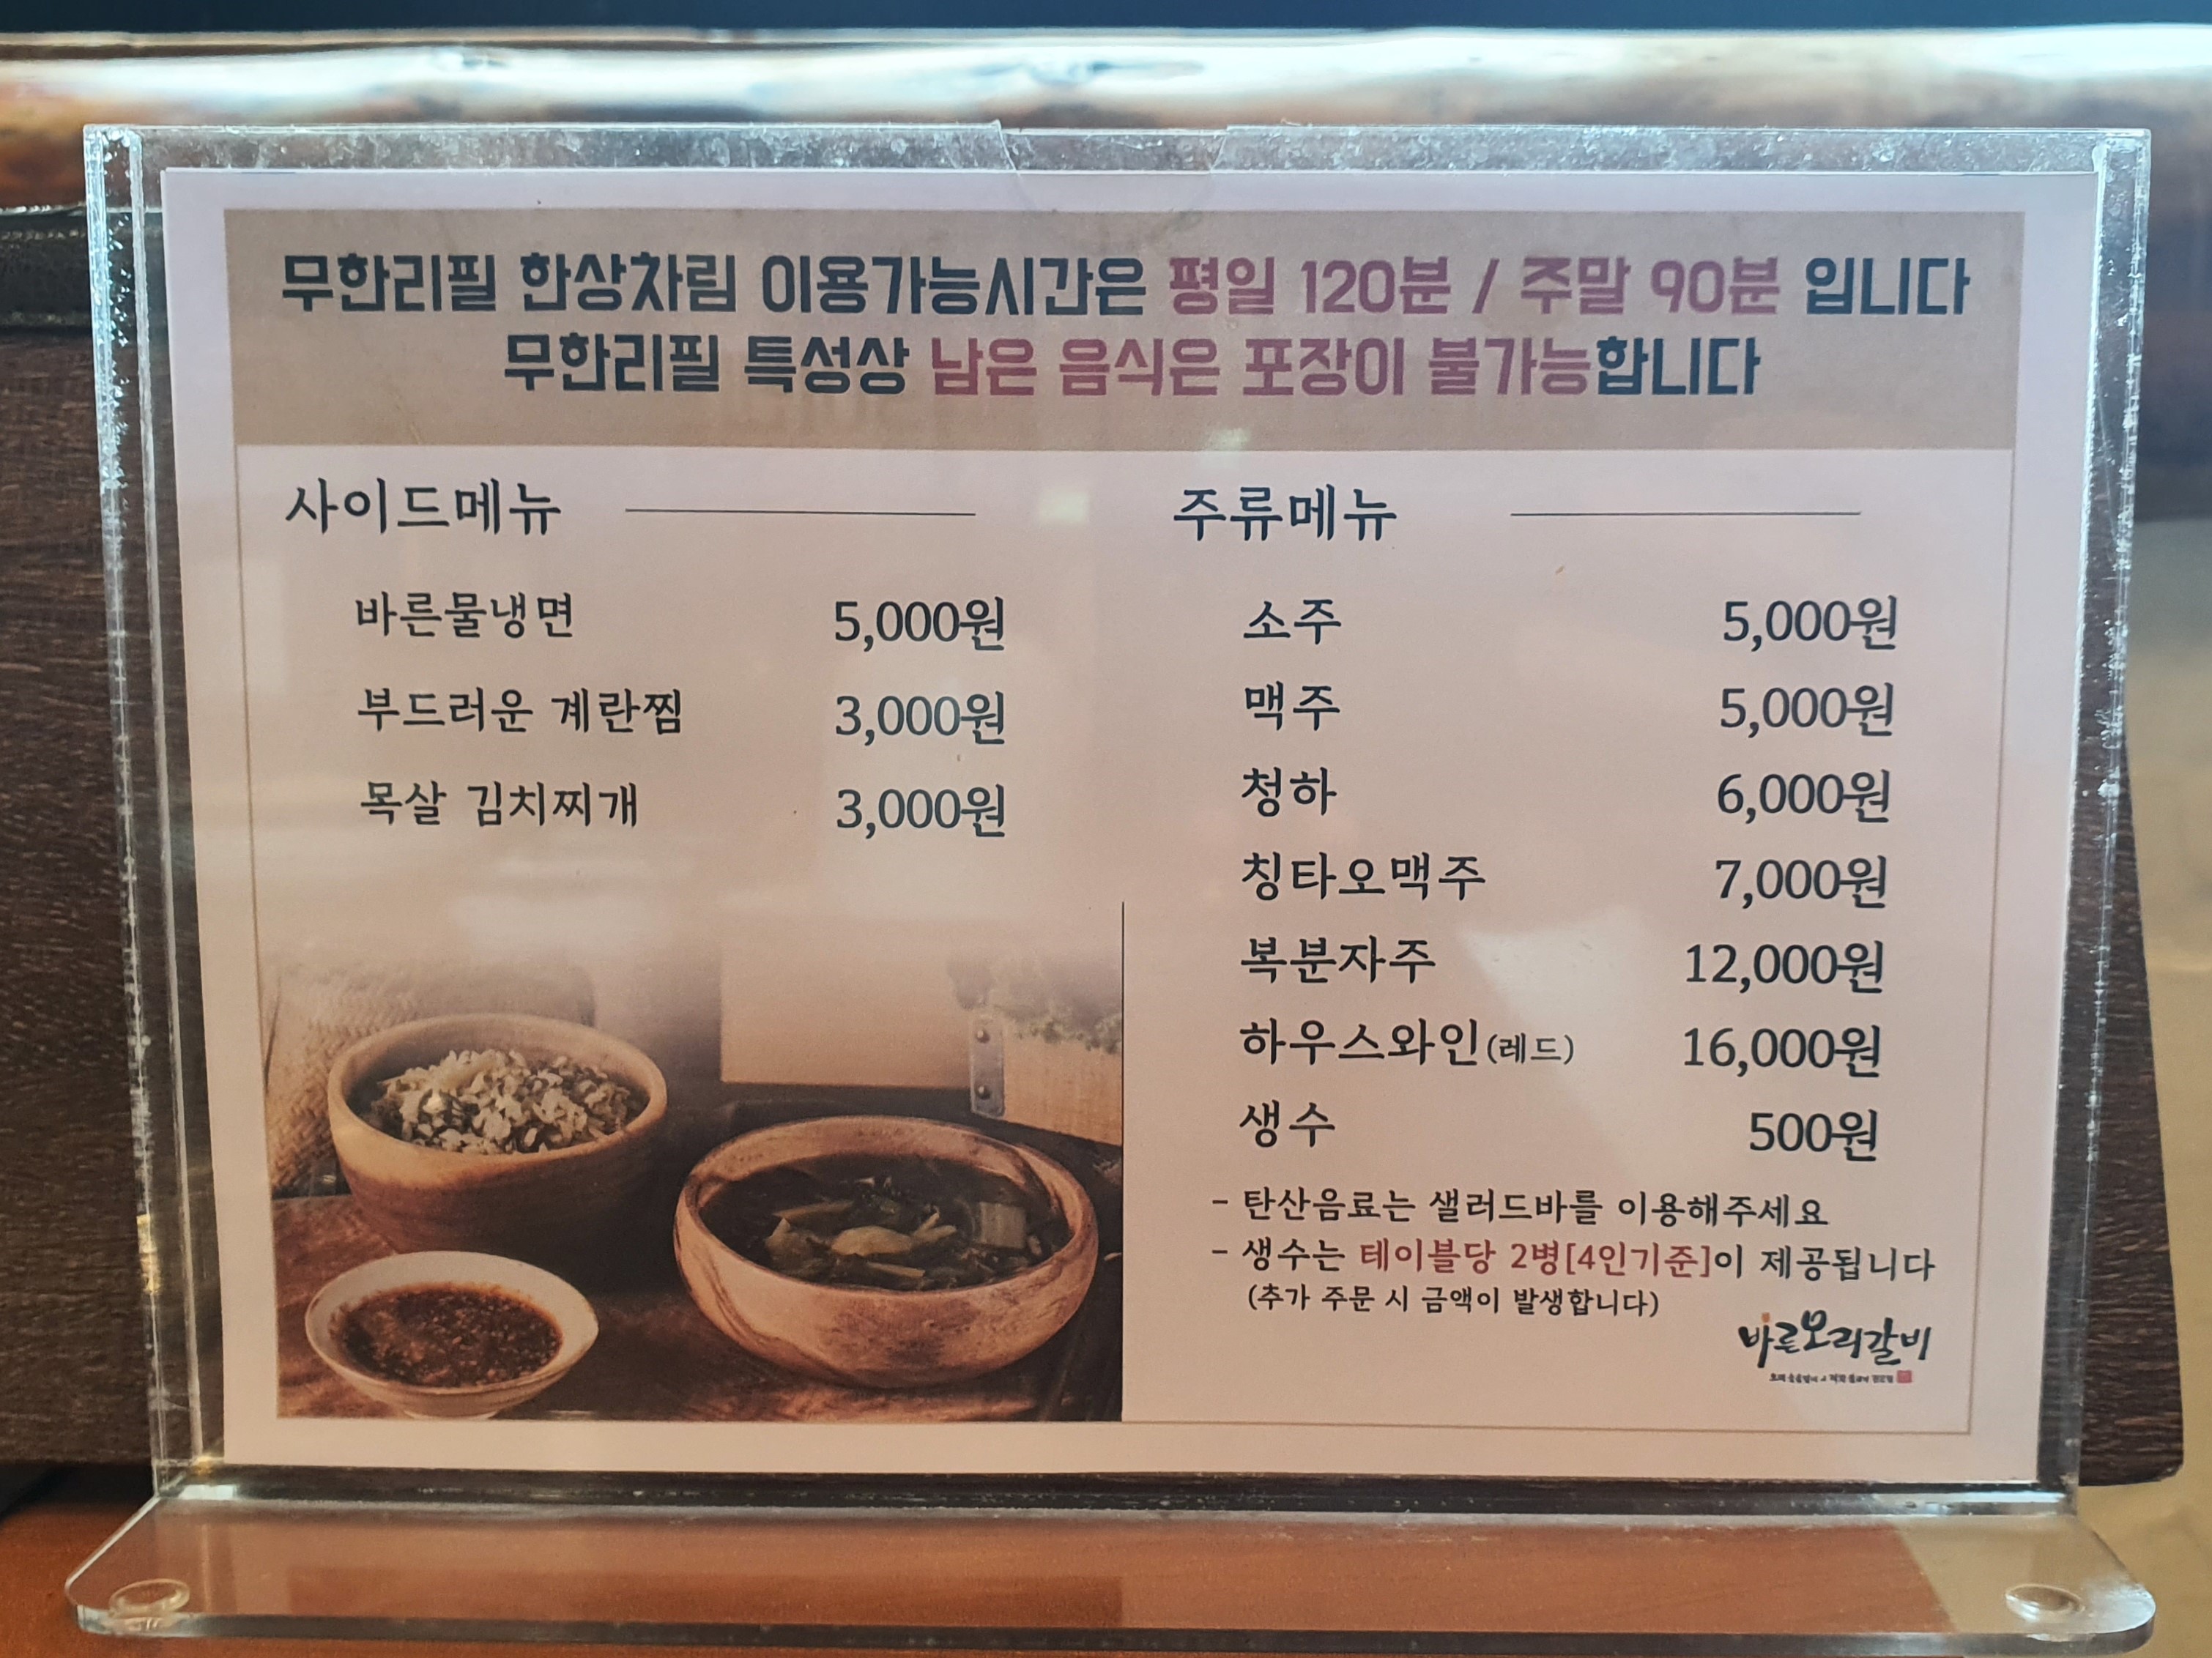 무한리필 한상차림 이용가능시간은 평일 120분 / 주말 90분 입니다
무한리필 특성상 남은 음식은 포장이 불가능합니다
사이드메뉴
바른물냉면 5,000원
부드러운 계란찜 3,000원
목살 김치찌개 3,000원
주류메뉴
소주 5,000원
맥주 5,000원
청하 6,000원
칭타오맥주 7,000원
복분자주 12,000원
하우스와인(레드) 16,000원
생수 500원
- 탄산음료는 샐러드바를 이용해주세요
- 생수는 테이블당 2병[4인기준]이 제공됩니다
(추가 주문 시 금액이 발생합니다)
바른오리갈비